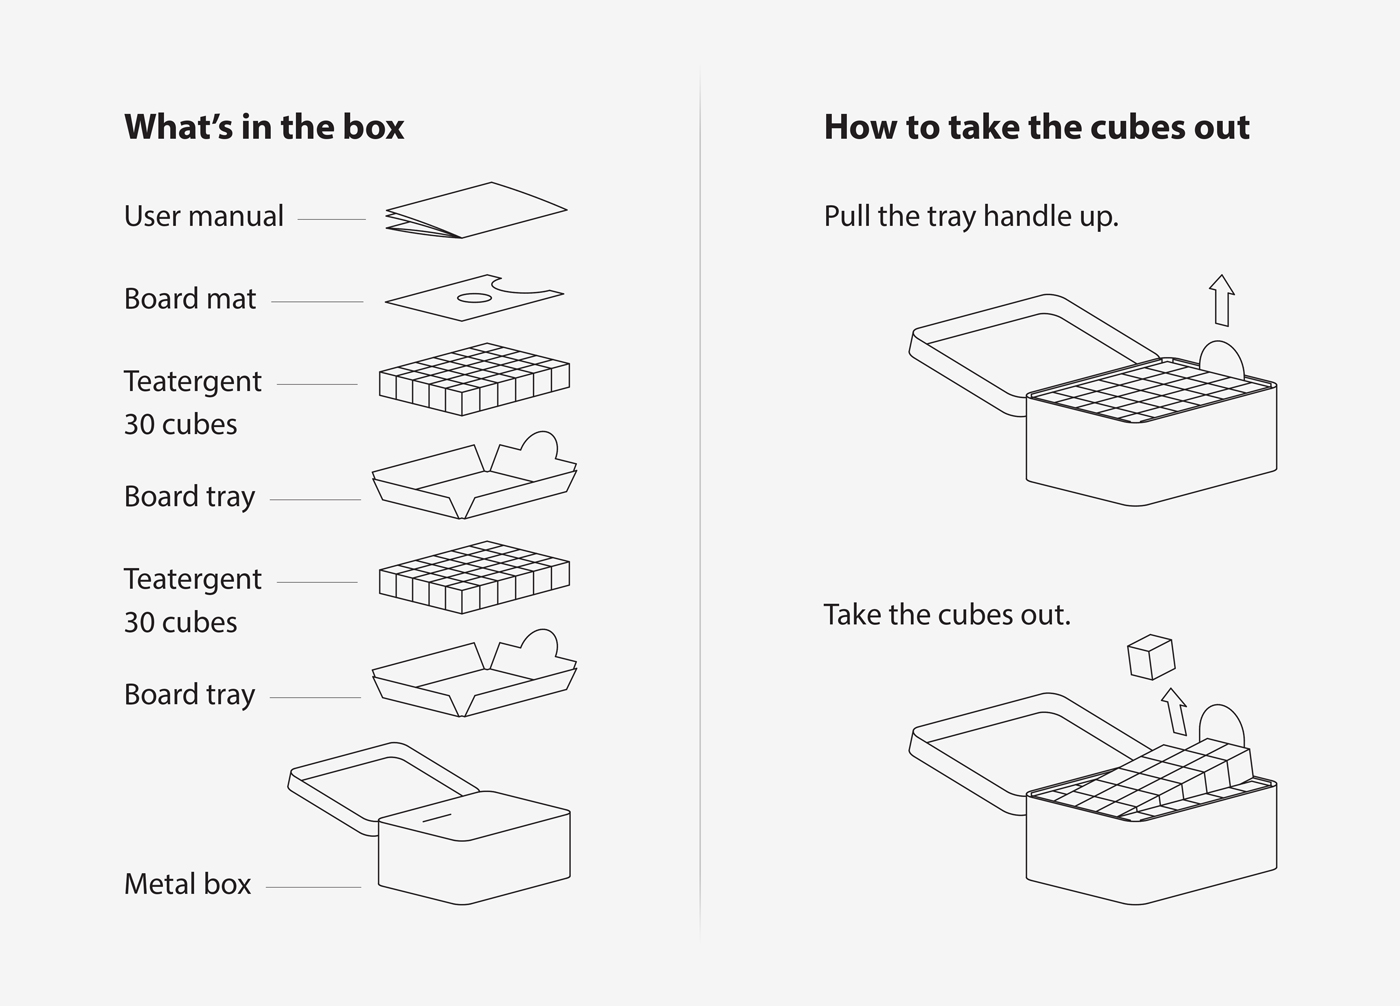 What’s in the box
User manual
Board mat
Teatergent
30 cubes
Board tray
Teatergent
30 cubes
Board tray
Metal box
How to take the cubes out
Pull the tray handle up.
Take the cubes out.